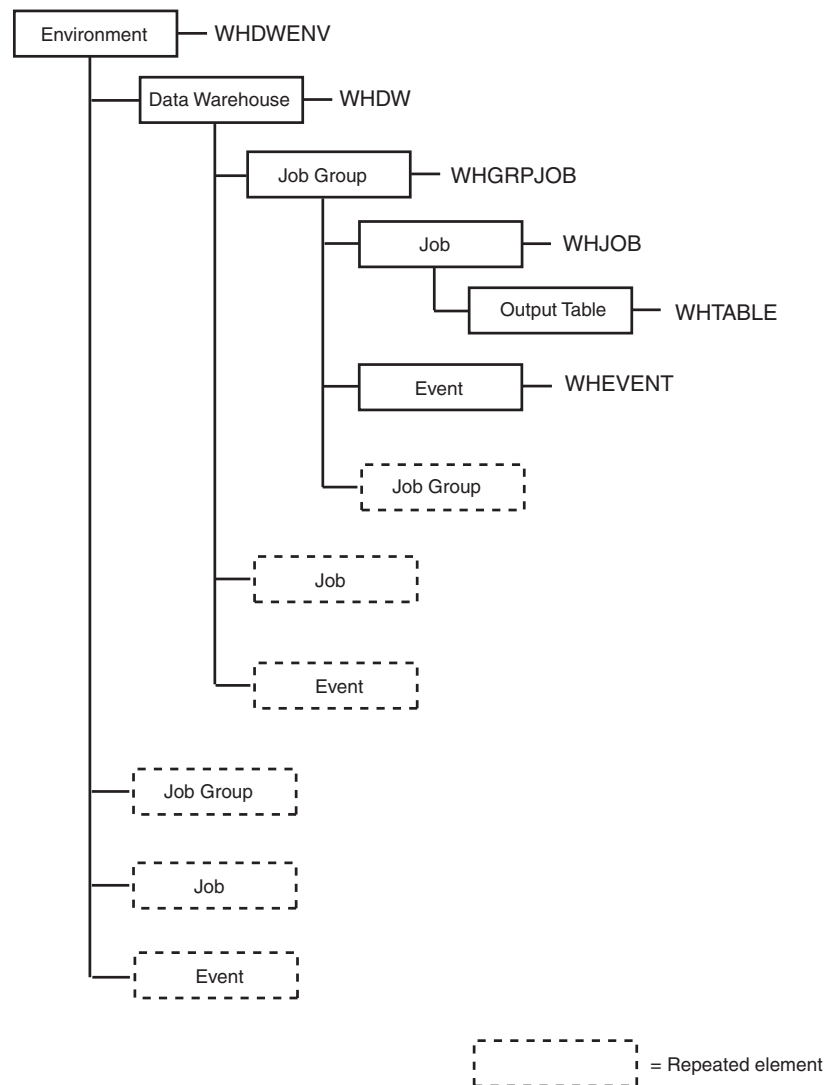 Environment WHDWENV
Data Warehouse WHDW
Job Group WHGRPJOB
Job WHJOB
Output Table WHTABLE
Event WHEVENT
Job Group
Job
Event
Job Group
Job
Event
= Repeated element